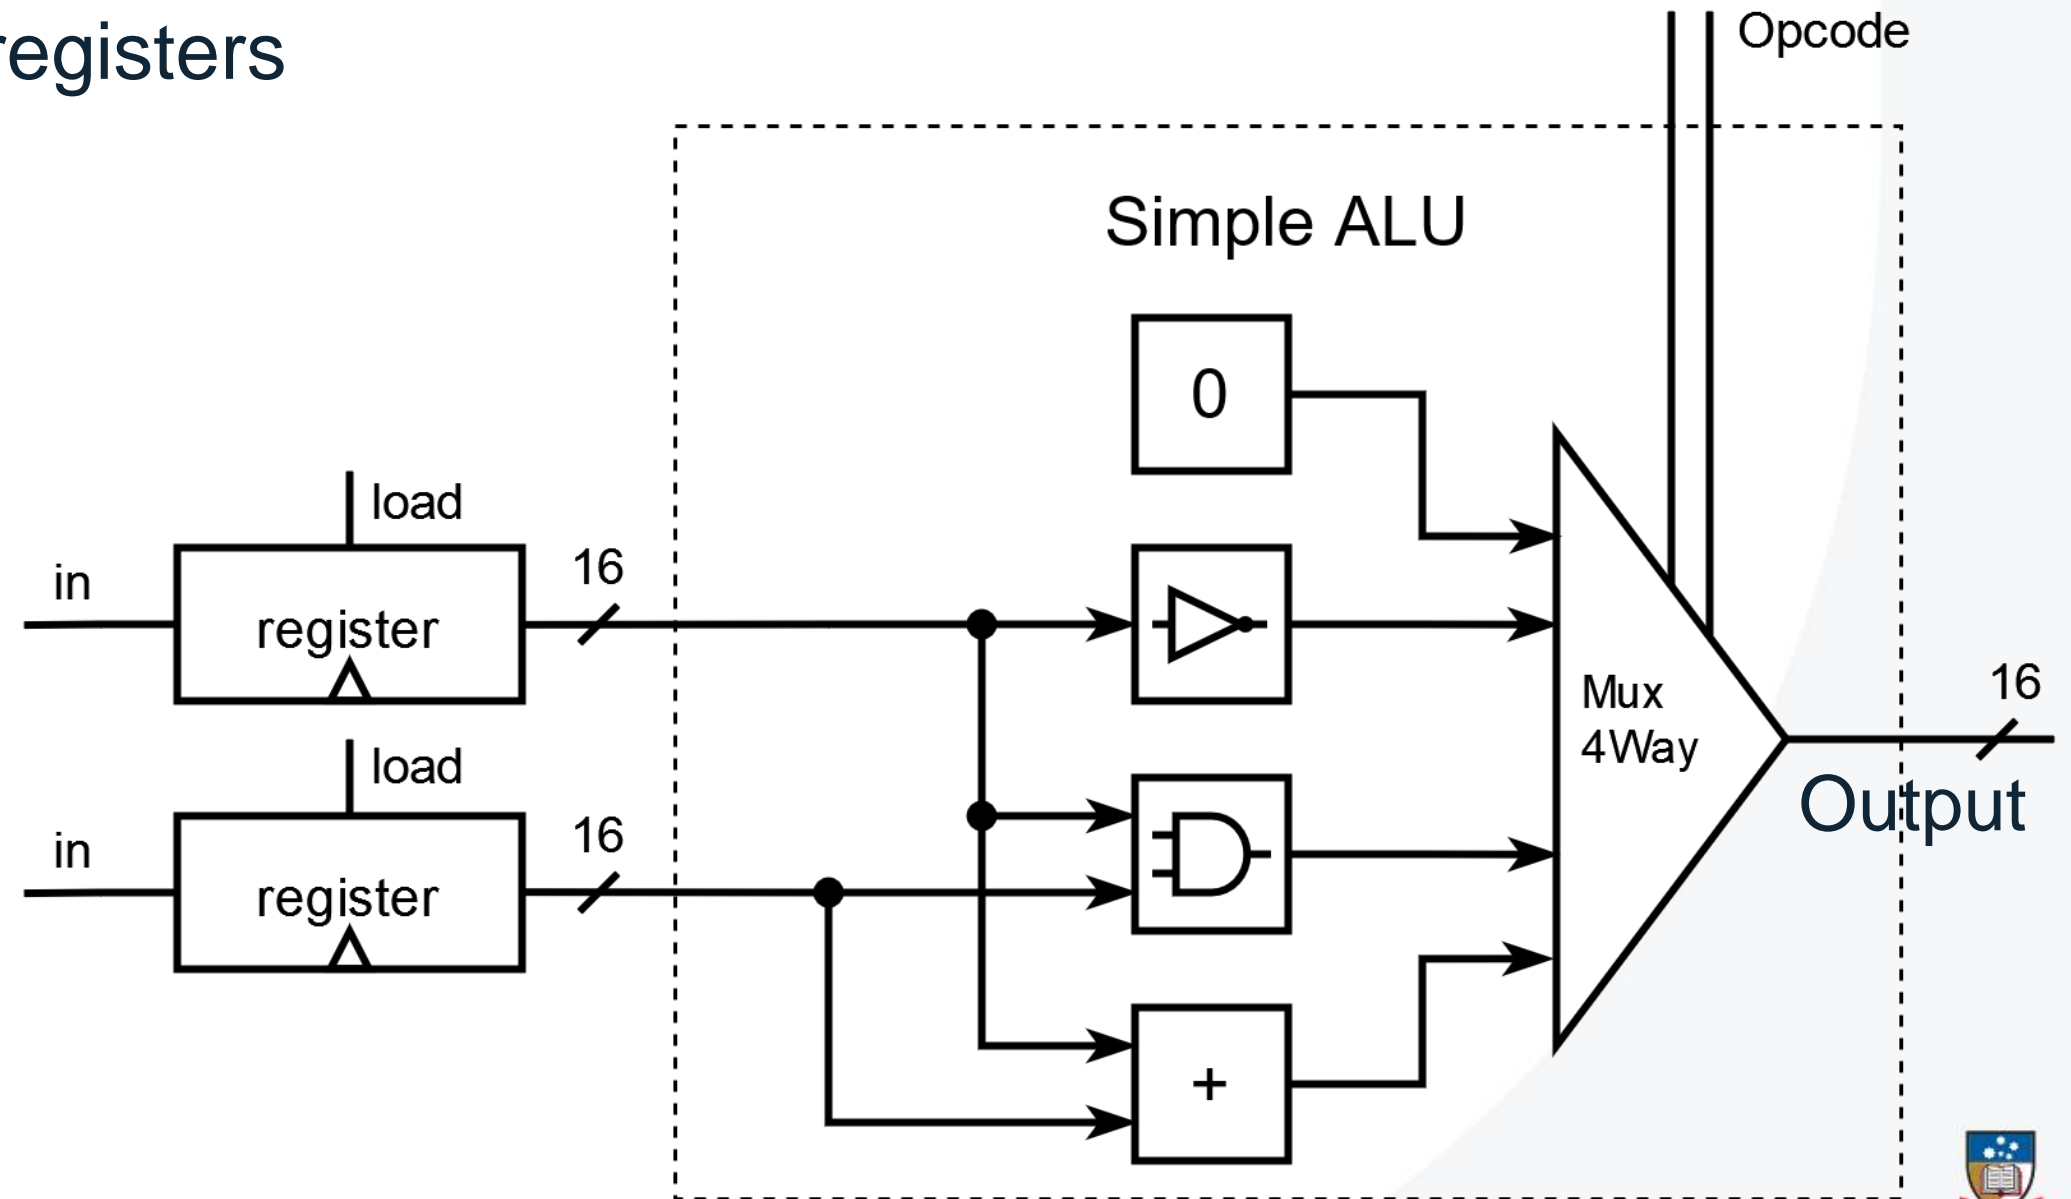 registers
Opcode
Simple ALU
0
load
in
16
register
Mux
4Way
16
Output
load
in
16
register
+